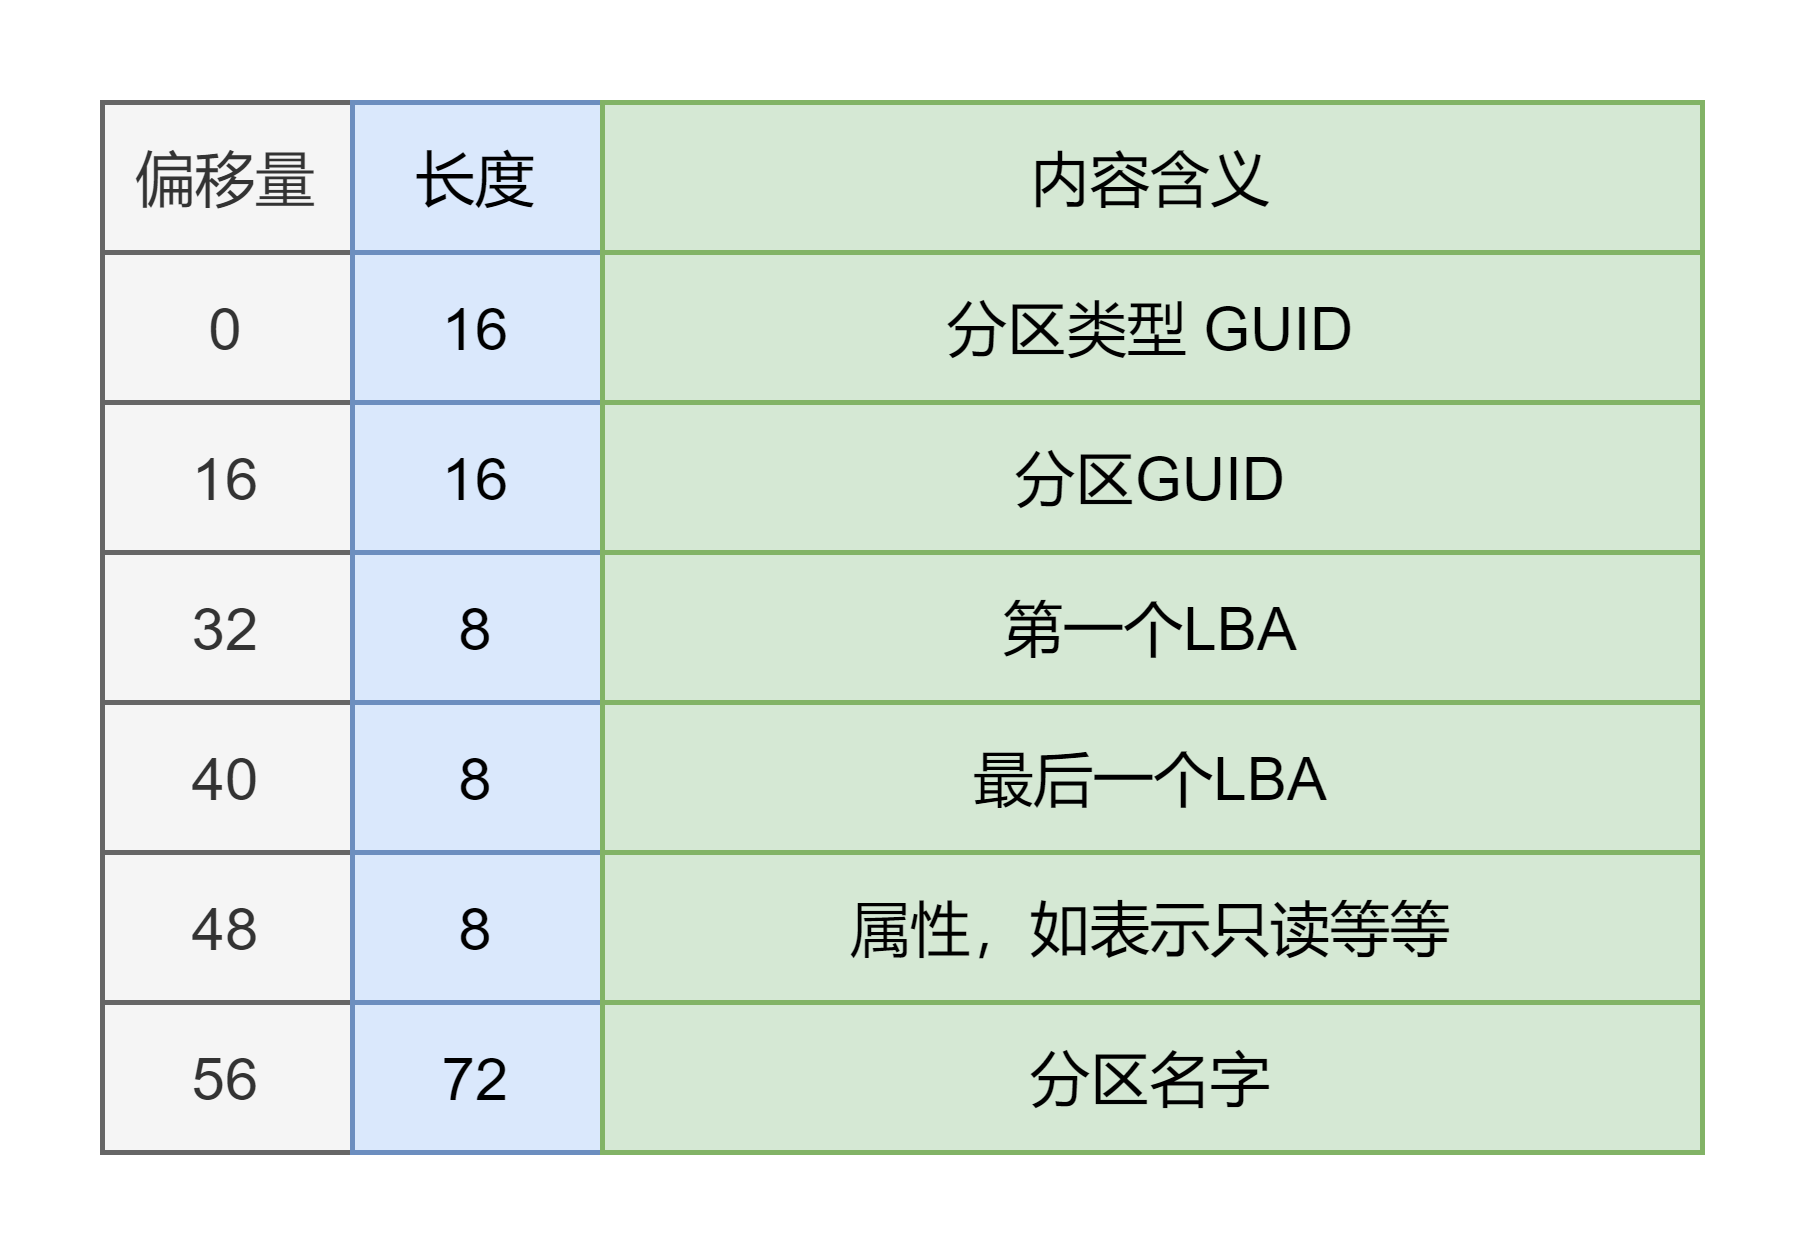 偏移量 长度 内容含义
0 16 分区类型 GUID
16 16 分区GUID
32 8 第一个LBA
40 8 最后一个LBA
48 8 属性，如表示只读等等
56 72 分区名字